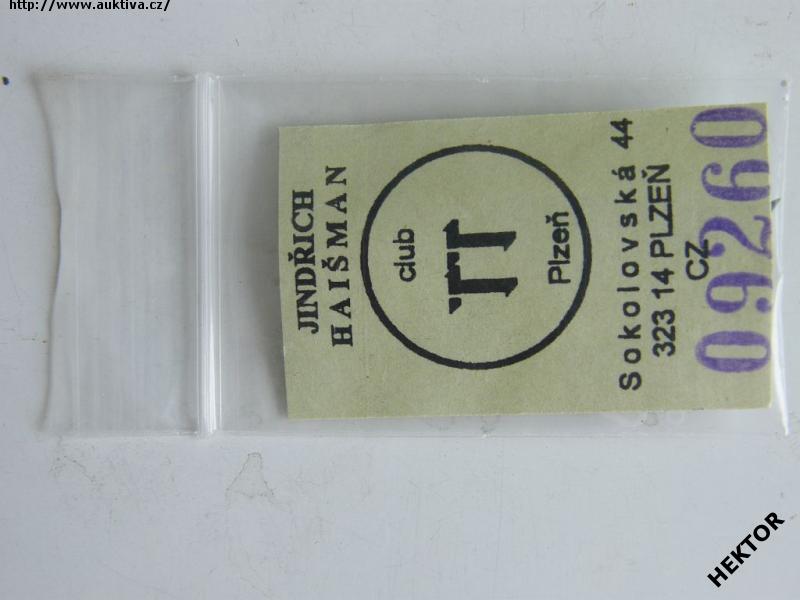 http://www.auktiva.cz/
JINDŘICH
HAIŠMAN
club
TT
Plzeň
Sokolovská 44
323 14 PLZEŇ
CZ
09260
HEKTOR